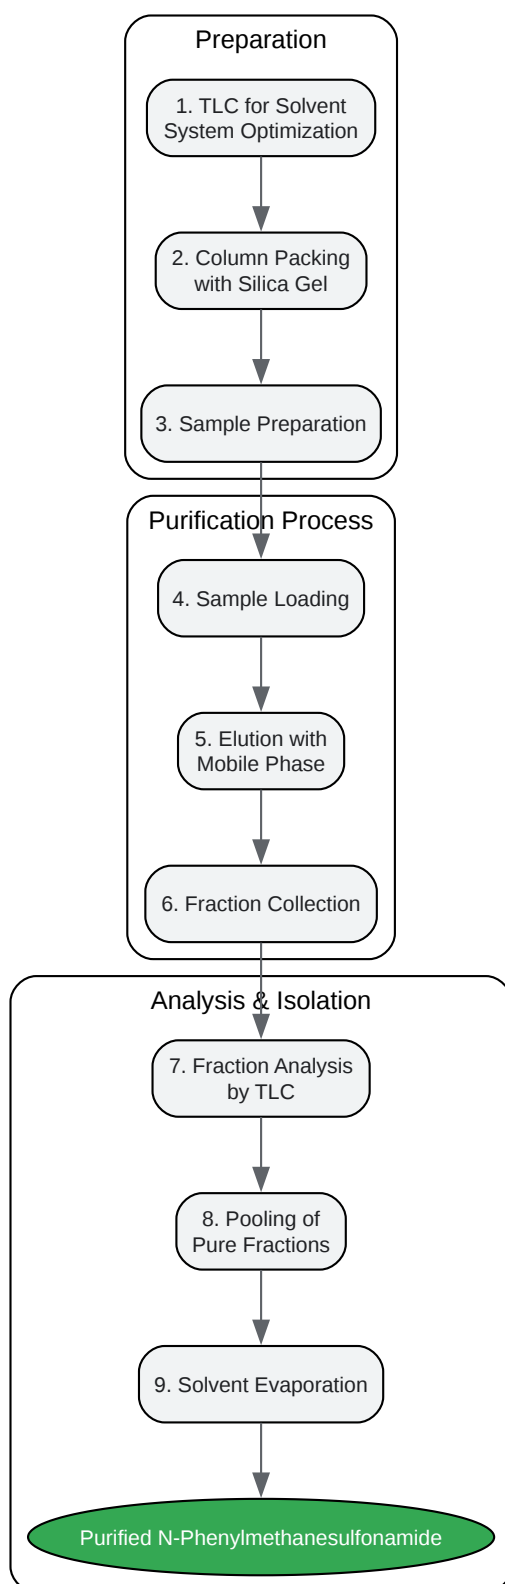 Preparation
1. TLC for Solvent
System Optimization
2. Column Packing
with Silica Gel
3. Sample Preparation
Purification Process
4. Sample Loading
5. Elution with
Mobile Phase
6. Fraction Collection
Analysis & Isolation
7. Fraction Analysis
by TLC
8. Pooling of
Pure Fractions
9. Solvent Evaporation
Purified N-Phenylmethanesulfonamide